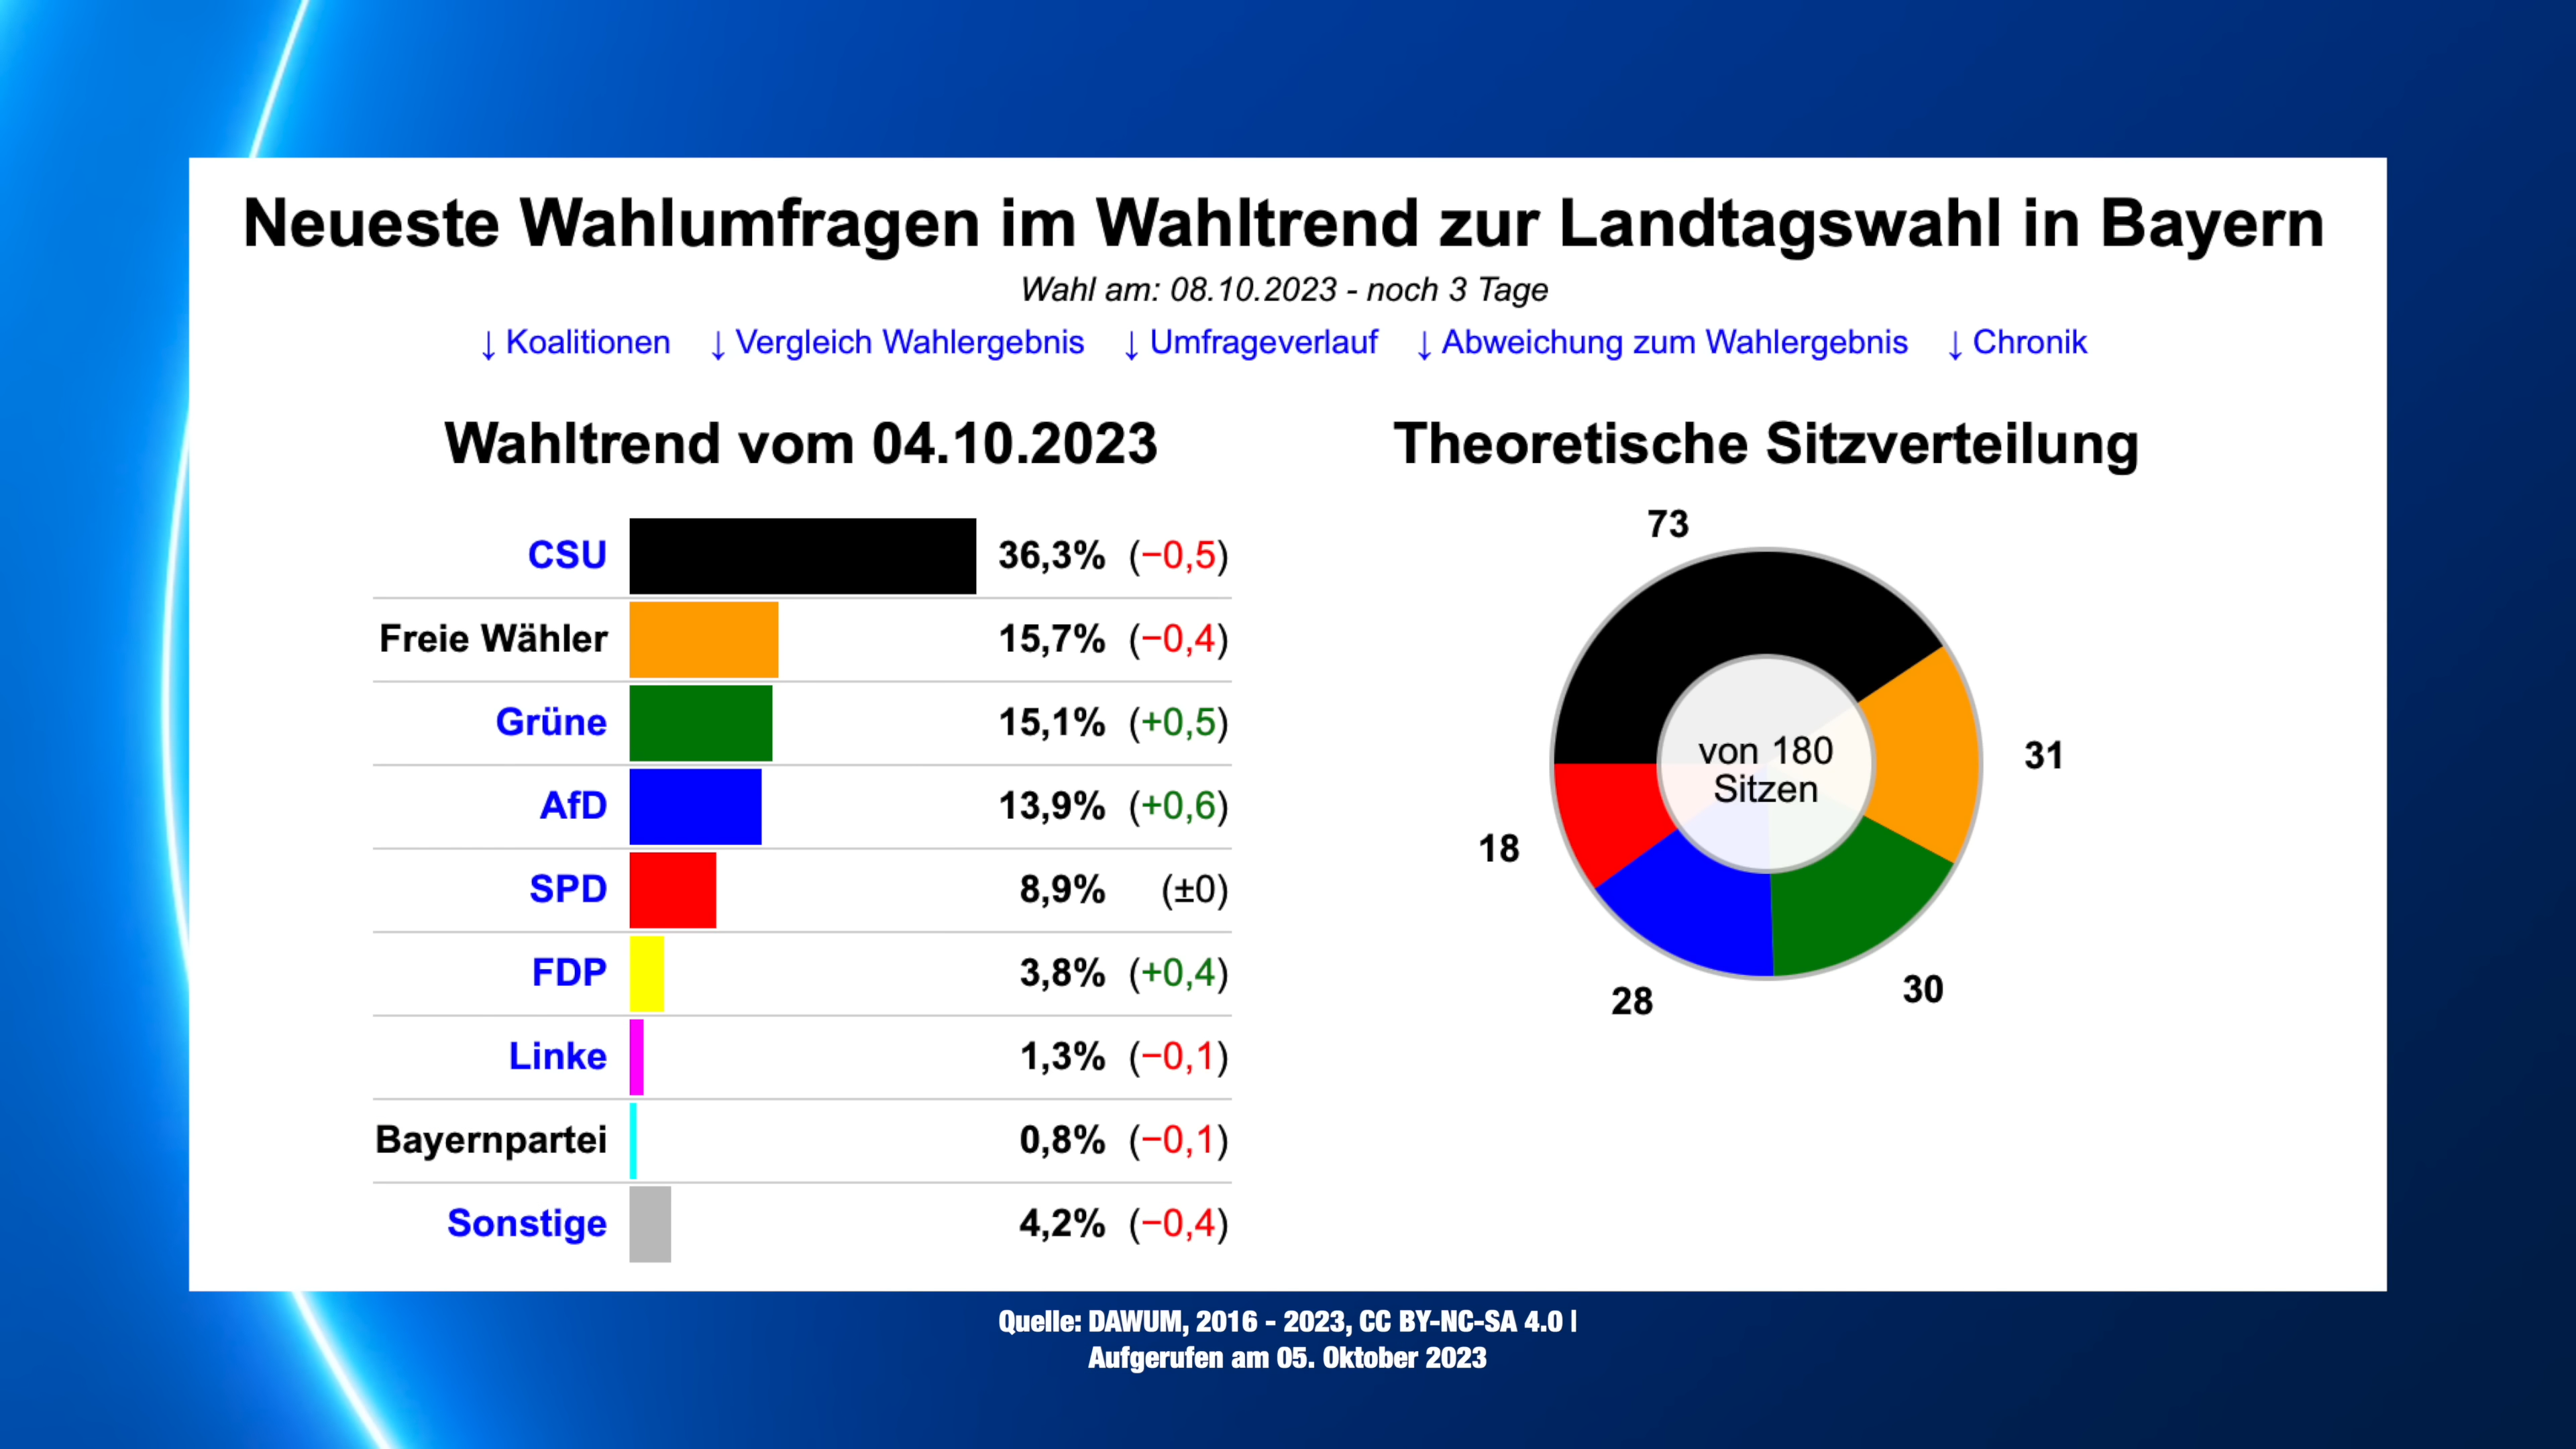 Neueste Wahlumfragen im Wahltrend zur Landtagswahl in Bayern
Wahl am: 08.10.2023 - noch 3 Tage
↓ Koalitionen ↓ Vergleich Wahlergebnis ↓ Umfrageverlauf ↓ Abweichung zum Wahlergebnis ↓ Chronik
Wahltrend vom 04.10.2023
CSU 36,3% (−0,5)
Freie Wähler 15,7% (−0,4)
Grüne 15,1% (+0,5)
AfD 13,9% (+0,6)
SPD 8,9% (±0)
FDP 3,8% (+0,4)
Linke 1,3% (−0,1)
Bayernpartei 0,8% (−0,1)
Sonstige 4,2% (−0,4)
Theoretische Sitzverteilung
73
31
von 180
Sitzen
18
30
28
Quelle: DAWUM, 2016 - 2023, CC BY-NC-SA 4.0 |
Aufgerufen am 05. Oktober 2023